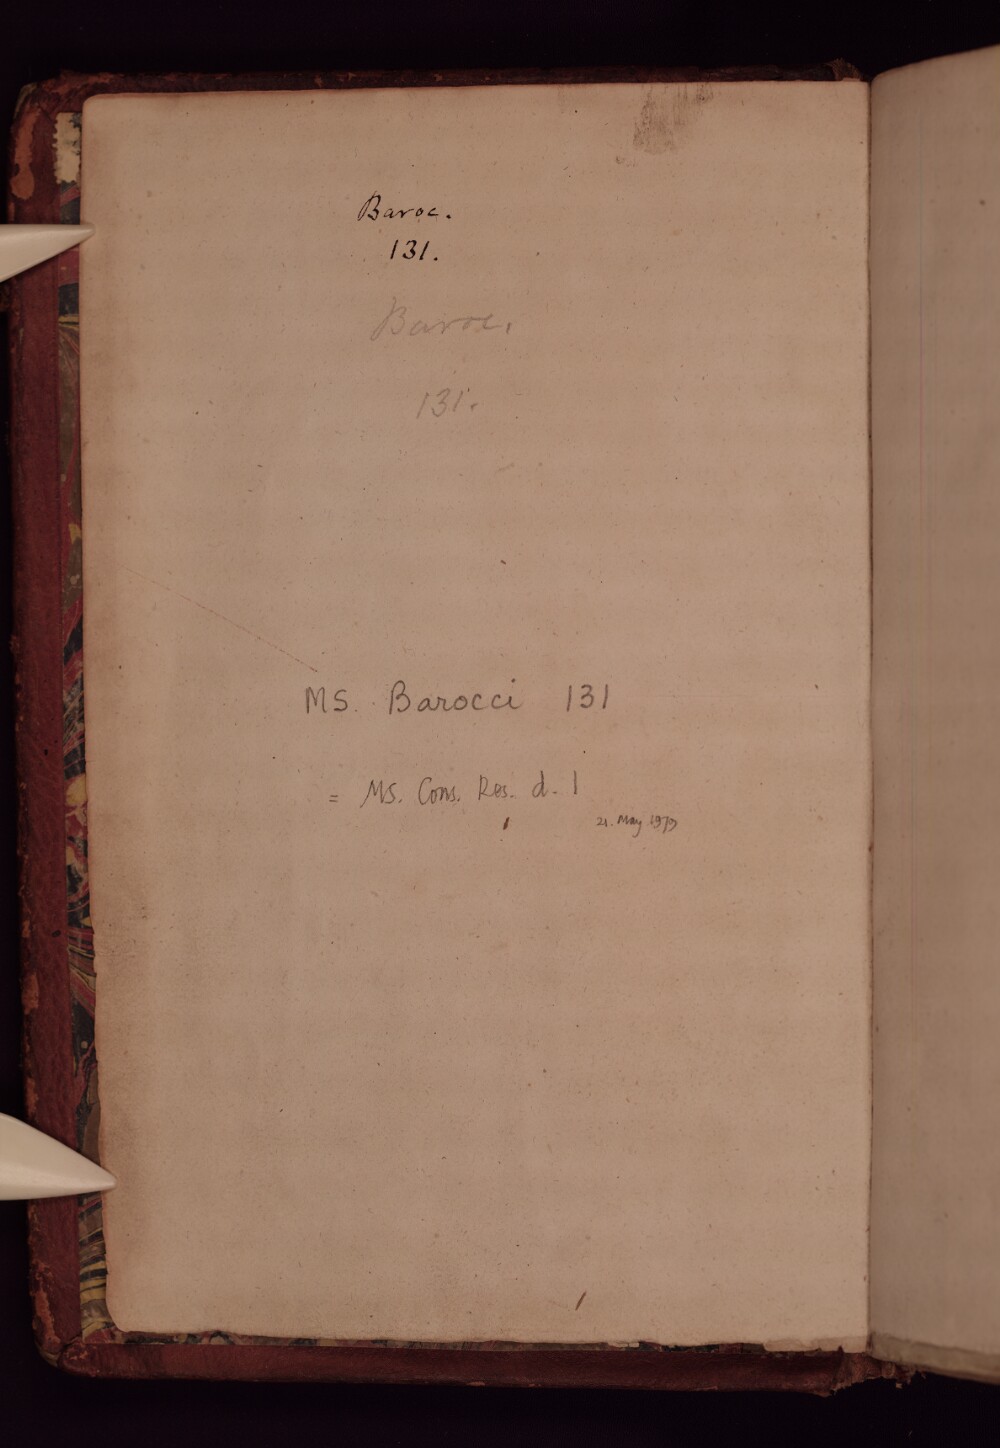 Baroc.
131.
Baroc.
131.
MS. Barocci 131
= MS. Cons. Res. d. 1
21. May 1979